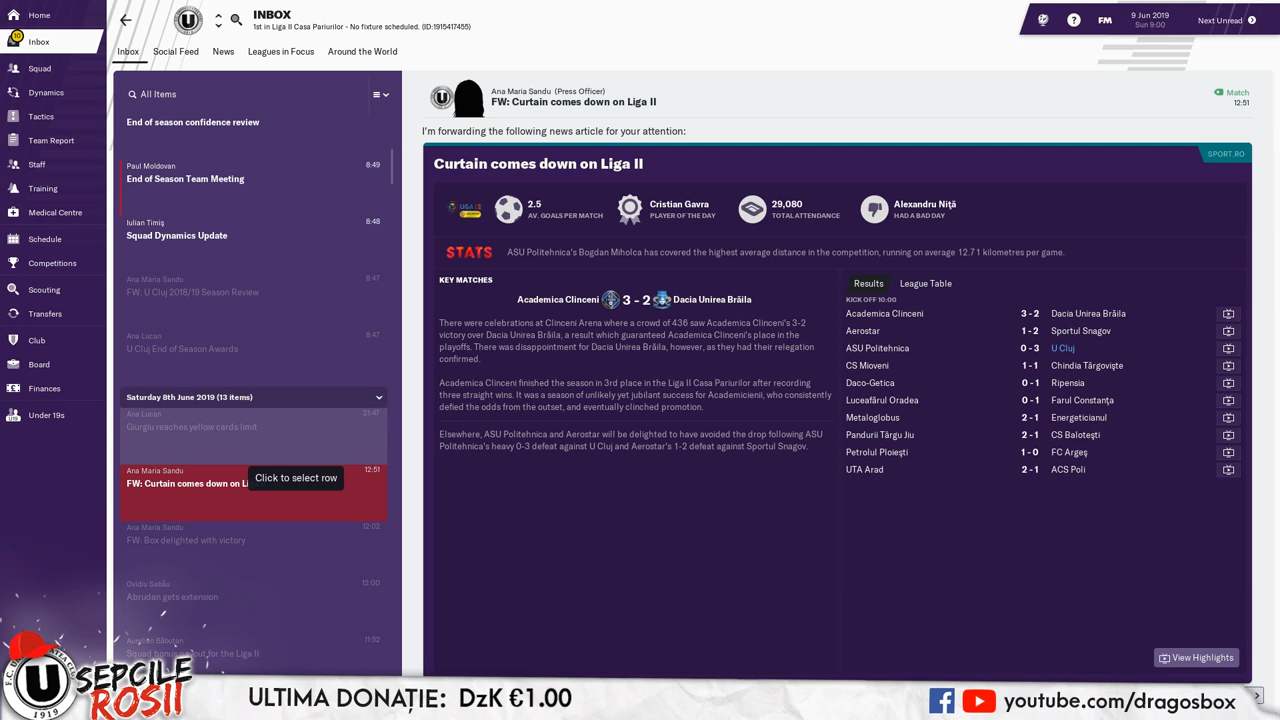 Home
10
Inbox
Squad
Dynamics
Tactics
Team Report
Staff
Training
Medical Centre
Schedule
Competitions
Scouting
Transfers
Club
Board
Finances
Under 19s
INBOX
1st in Liga II Casa Pariurilor - No fixture scheduled. (ID:1915417455)
FM
9 Jun 2019
Sun 9:00
Next Unread
Inbox Social Feed News Leagues in Focus Around the World
All Items
End of season confidence review
Paul Moldovan 8:49
End of Season Team Meeting
Iulian Timiș 8:48
Squad Dynamics Update
Ana Maria Sandu 8:47
FW: U Cluj 2018/19 Season Review
Ana Lucan 8:47
U Cluj End of Season Awards
Saturday 8th June 2019 (13 items)
Ana Lucan 21:47
Giurgiu reaches yellow cards limit
Ana Maria Sandu 12:51
FW: Curtain comes down on Li
Click to select row
Ana Maria Sandu 12:02
FW: Box delighted with victory
Ovidiu Sabău 12:00
Abrudan gets extension
Aurelian Băbuțan 11:52
Squad bonus payout for the Liga II
Ana Maria Sandu (Press Officer)
FW: Curtain comes down on Liga II
Match
12:51
I'm forwarding the following news article for your attention:
Curtain comes down on Liga II
SPORT.RO
LIGA II
2.5
AV. GOALS PER MATCH
Cristian Gavra
PLAYER OF THE DAY
29,080
TOTAL ATTENDANCE
Alexandru Niță
HAD A BAD DAY
STATS
ASU Politehnica's Bogdan Miholca has covered the highest average distance in the competition, running on average 12.71 kilometres per game.
KEY MATCHES
Academica Clinceni 3 - 2 Dacia Unirea Brăila
There were celebrations at Clinceni Arena where a crowd of 436 saw Academica Clinceni's 3-2
victory over Dacia Unirea Brăila, a result which guaranteed Academica Clinceni's place in the
playoffs. There was disappointment for Dacia Unirea Brăila, however, as they had their relegation
confirmed.
Academica Clinceni finished the season in 3rd place in the Liga II Casa Pariurilor after recording
three straight wins. It was a season of unlikely yet jubilant success for Academicienii, who consistently
defied the odds from the outset, and eventually clinched promotion.
Elsewhere, ASU Politehnica and Aerostar will be delighted to have avoided the drop following ASU
Politehnica's heavy 0-3 defeat against U Cluj and Aerostar's 1-2 defeat against Sportul Snagov.
Results League Table
KICK OFF 10:00
Academica Clinceni 3 - 2 Dacia Unirea Brăila
Aerostar 1 - 2 Sportul Snagov
ASU Politehnica 0 - 3 U Cluj
CS Mioveni 1 - 1 Chindia Târgoviște
Daco-Getica 0 - 1 Ripensia
Luceafărul Oradea 0 - 1 Farul Constanța
Metaloglobus 2 - 1 Energeticianul
Pandurii Târgu Jiu 2 - 1 CS Balotești
Petrolul Ploiești 1 - 0 FC Argeș
UTA Arad 2 - 1 ACS Poli
View Highlights
U
1919
SEPCILE
ROSII
ULTIMA DONAȚIE: DzK €1.00
youtube.com/dragosbox